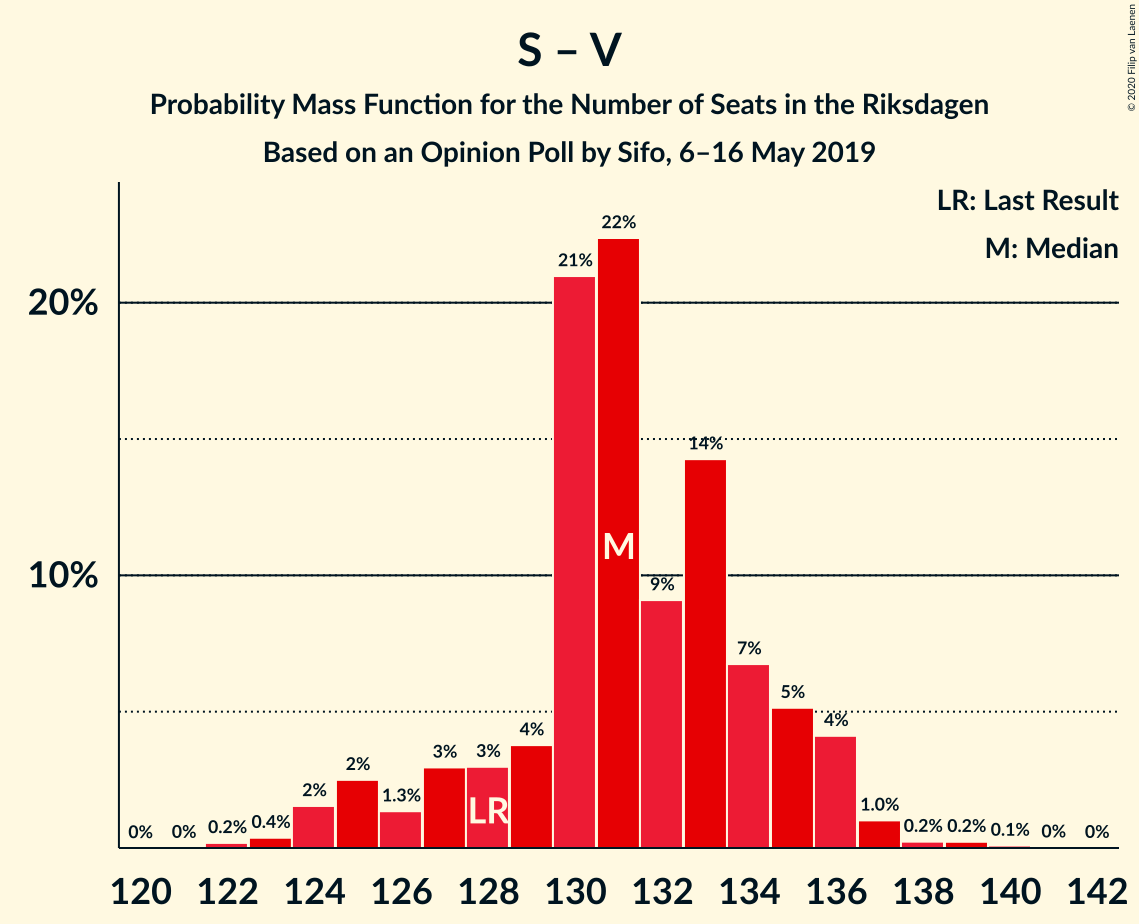 © 2020 Filip van Laenen
S – V
Probability Mass Function for the Number of Seats in the Riksdagen
Based on an Opinion Poll by Sifo, 6–16 May 2019
LR: Last Result
M: Median
20%
10%
0% 0% 0.2% 0.4% 2% 2% 1.3% 3% 3% 4% 21% 22% 9% 14% 7% 5% 4% 1.0% 0.2% 0.2% 0.1% 0% 0%
M
LR
120 122 124 126 128 130 132 134 136 138 140 142